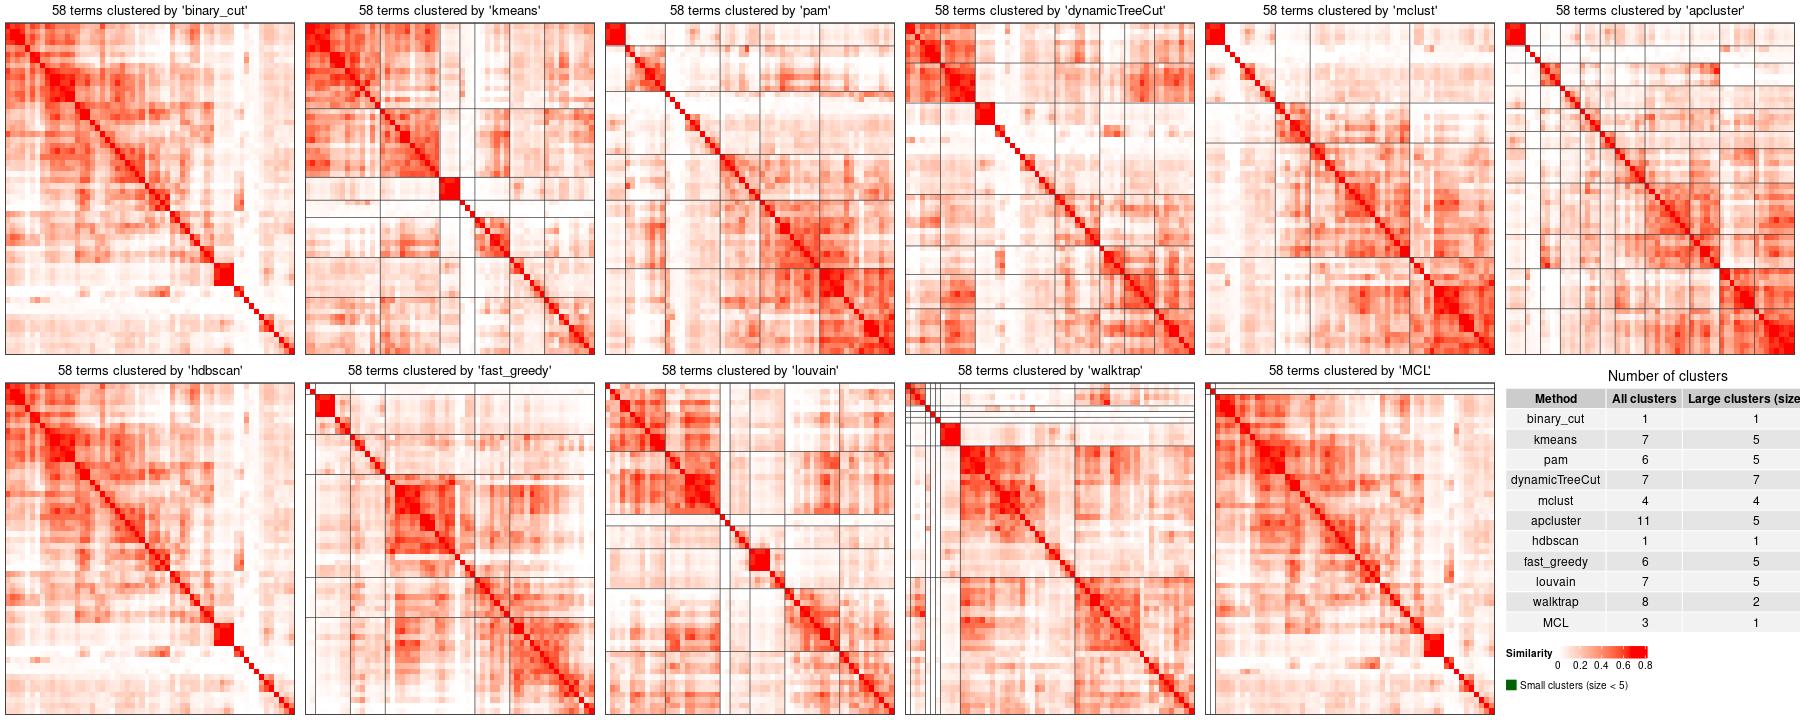 58 terms clustered by 'binary_cut'
58 terms clustered by 'kmeans'
58 terms clustered by 'pam'
58 terms clustered by 'dynamicTreeCut'
58 terms clustered by 'mclust'
58 terms clustered by 'apcluster'
58 terms clustered by 'hdbscan'
58 terms clustered by 'fast_greedy'
58 terms clustered by 'louvain'
58 terms clustered by 'walktrap'
58 terms clustered by 'MCL'
Number of clusters
Method All clusters Large clusters (size
binary_cut 1 1
kmeans 7 5
pam 6 5
dynamicTreeCut 7 7
mclust 4 4
apcluster 11 5
hdbscan 1 1
fast_greedy 6 5
louvain 7 5
walktrap 8 2
MCL 3 1
Similarity
0 0.2 0.4 0.6 0.8
Small clusters (size < 5)